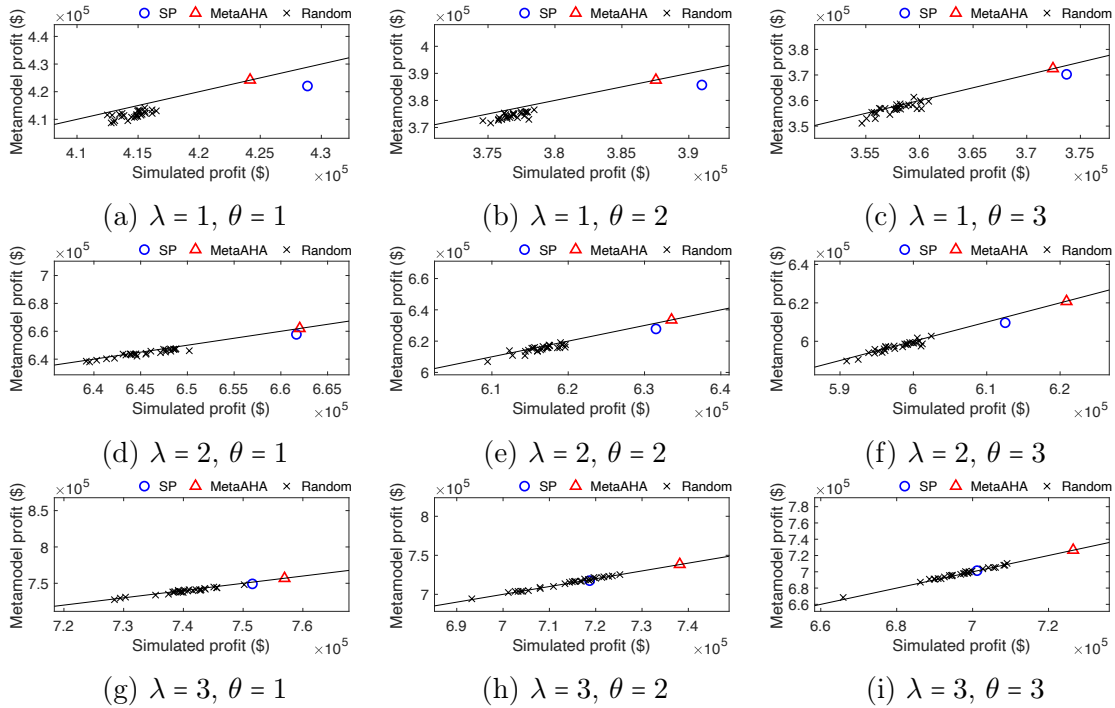 SP MetaAHA Random
SP MetaAHA Random
SP MetaAHA Random
×10⁵
4.4
4.3
4.2
4.1
Metamodel profit ($)
4.1 4.15 4.2 4.25 4.3
Simulated profit ($)
×10⁵
(a) λ = 1, θ = 1
×10⁵
4
3.9
3.8
3.7
Metamodel profit ($)
3.75 3.8 3.85 3.9
Simulated profit ($)
×10⁵
(b) λ = 1, θ = 2
×10⁵
3.8
3.7
3.6
3.5
Metamodel profit ($)
3.55 3.6 3.65 3.7 3.75
Simulated profit ($)
×10⁵
(c) λ = 1, θ = 3
SP MetaAHA Random
SP MetaAHA Random
SP MetaAHA Random
×10⁵
7
6.8
6.6
6.4
Metamodel profit ($)
6.4 6.45 6.5 6.55 6.6 6.65
Simulated profit ($)
×10⁵
(d) λ = 2, θ = 1
×10⁵
6.6
6.4
6.2
6
Metamodel profit ($)
6.1 6.2 6.3 6.4
Simulated profit ($)
×10⁵
(e) λ = 2, θ = 2
×10⁵
6.4
6.2
6
Metamodel profit ($)
5.9 6 6.1 6.2
Simulated profit ($)
×10⁵
(f) λ = 2, θ = 3
SP MetaAHA Random
SP MetaAHA Random
SP MetaAHA Random
×10⁵
8.5
8
7.5
Metamodel profit ($)
7.2 7.3 7.4 7.5 7.6
Simulated profit ($)
×10⁵
(g) λ = 3, θ = 1
×10⁵
8
7.5
7
Metamodel profit ($)
6.9 7 7.1 7.2 7.3 7.4
Simulated profit ($)
×10⁵
(h) λ = 3, θ = 2
×10⁵
7.8
7.6
7.4
7.2
7
6.8
6.6
Metamodel profit ($)
6.6 6.8 7 7.2
Simulated profit ($)
×10⁵
(i) λ = 3, θ = 3